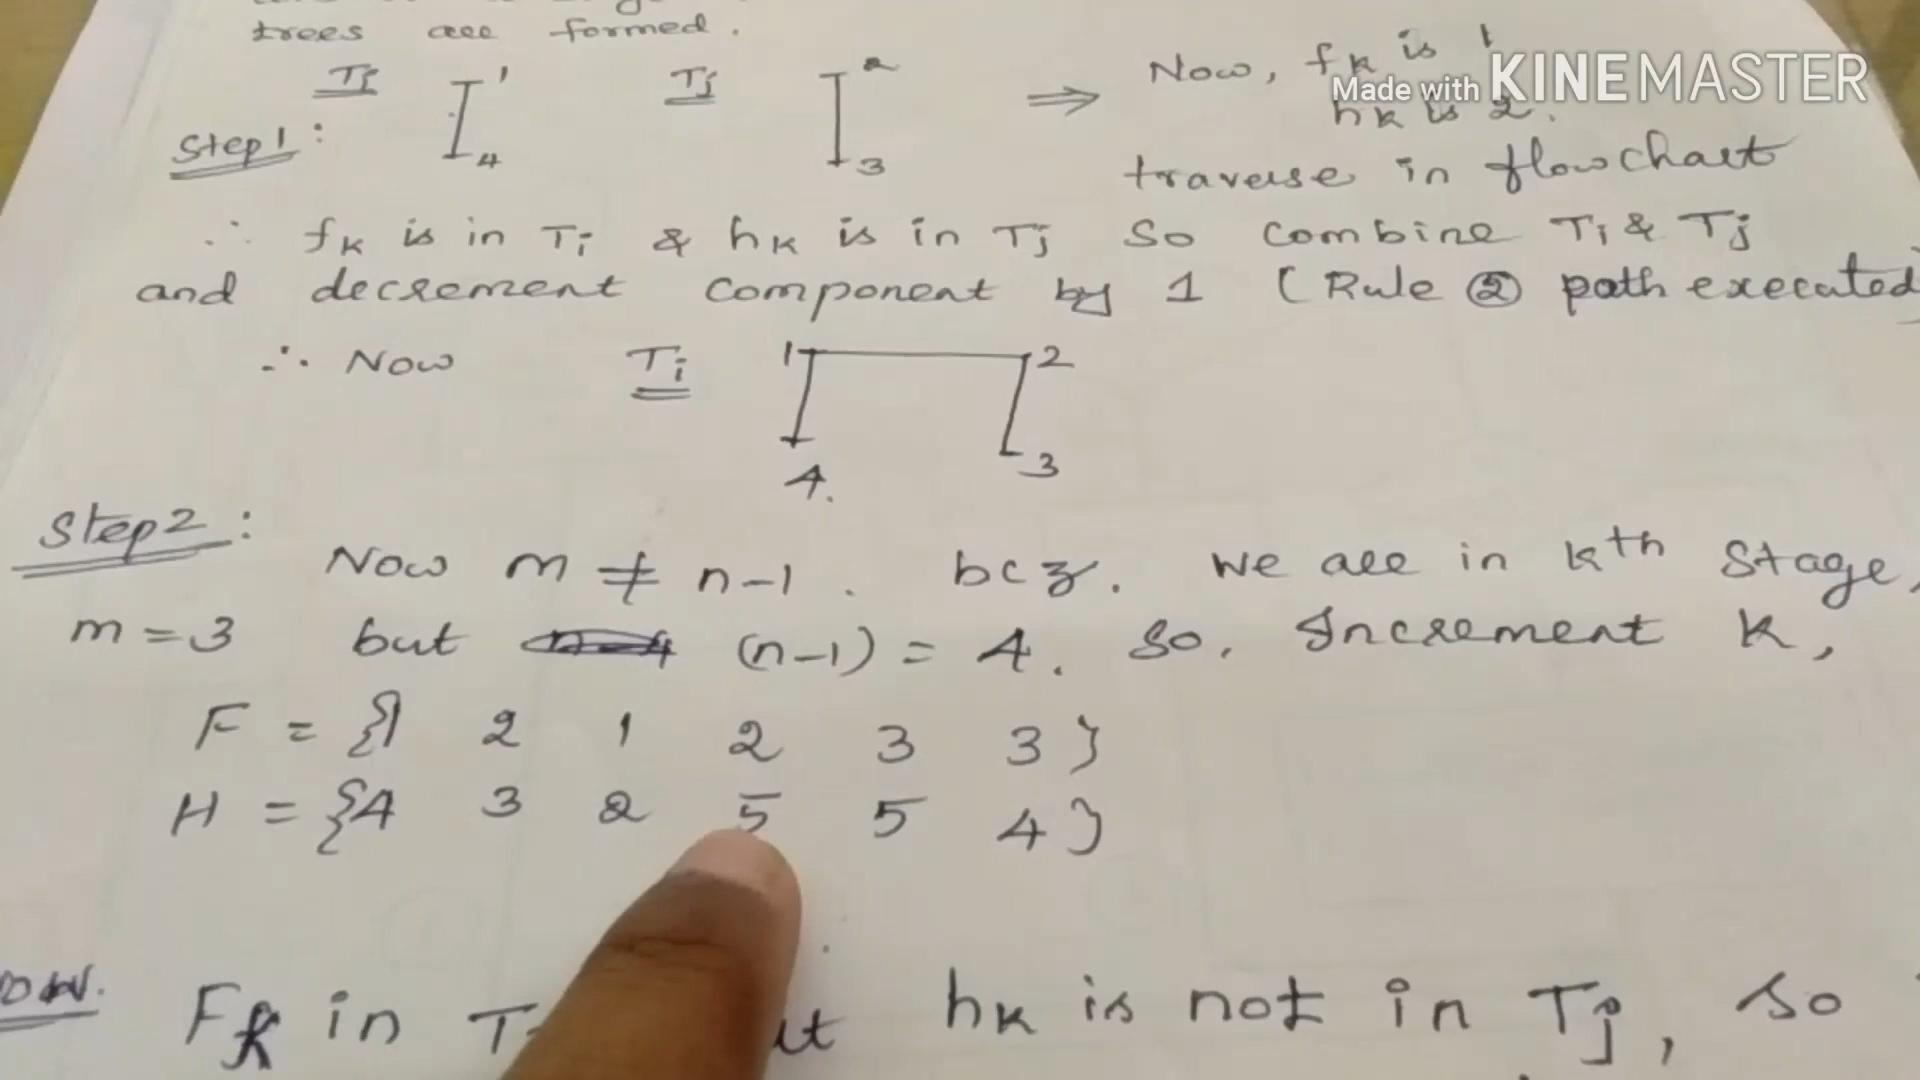 trees are formed.
Ti 1 4 Tj 2 3 ⇒ Now, fk is 1
Made with KINEMASTER
hk is 2.
Step1:
traverse in flowchart
∴ fk is in Ti & hk is in Tj So combine Ti & Tj
and decrement component by 1 (Rule ② path executed)
∴ Now Ti 1 2
4. 3
Step2:
Now m ≠ n-1. bcz. We are in kth Stage,
m = 3 but (n-1) = 4. So, Increment k,
F = {1 2 1 2 3 3}
H = {4 3 2 5 5 4}
Fk in hk is not in Tj, so